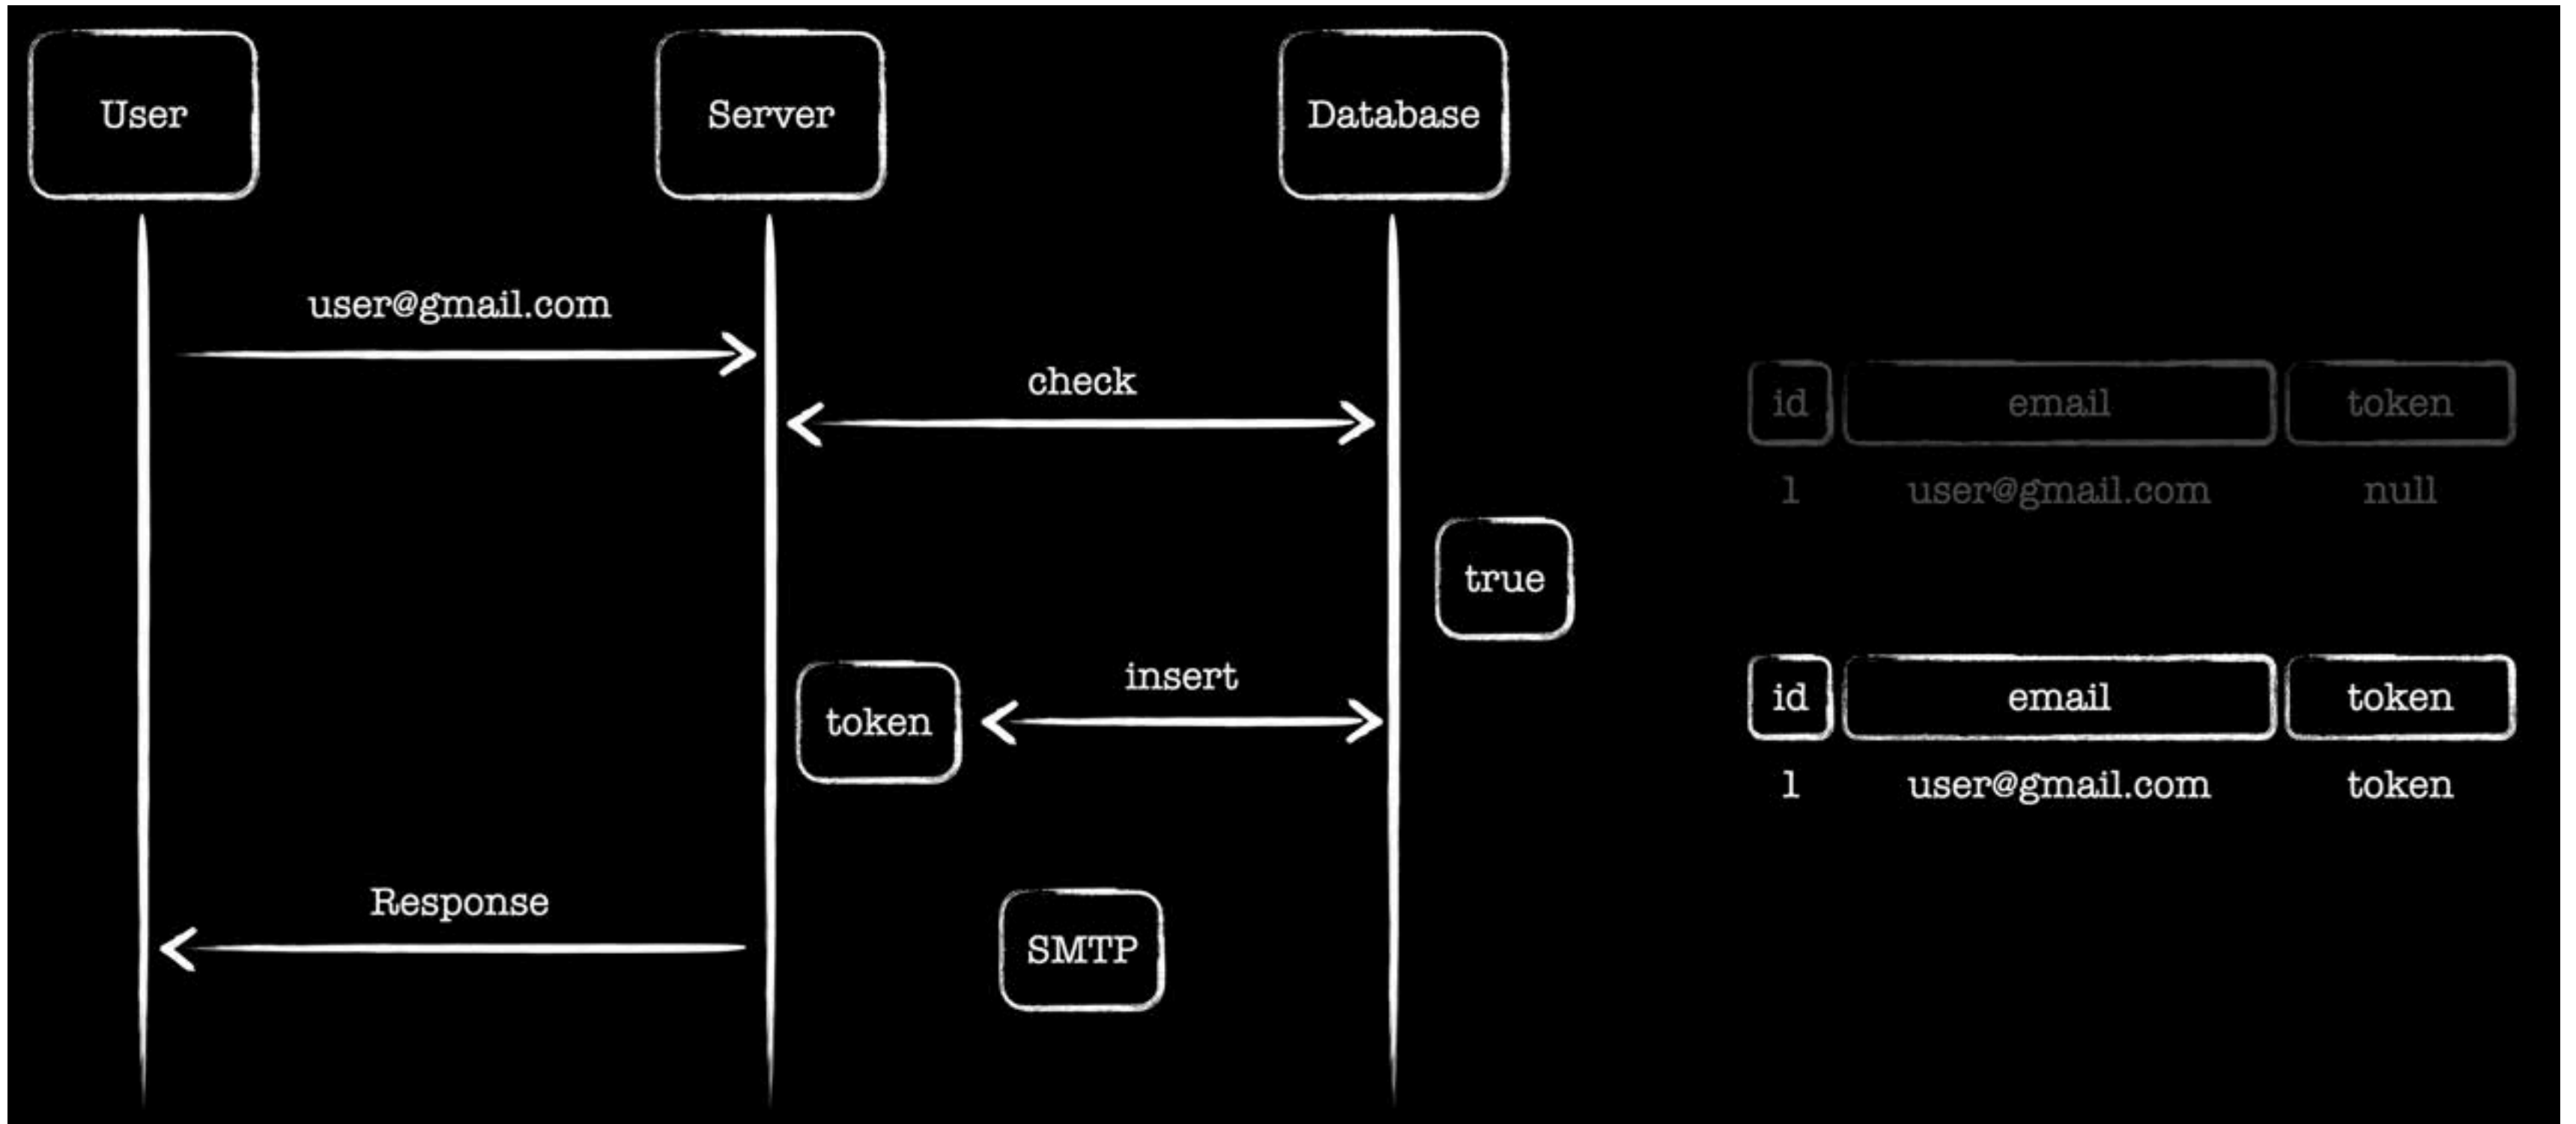 User
Server
Database
user@gmail.com
check
id email token
1 user@gmail.com null
true
insert
token
id email token
1 user@gmail.com token
Response
SMTP